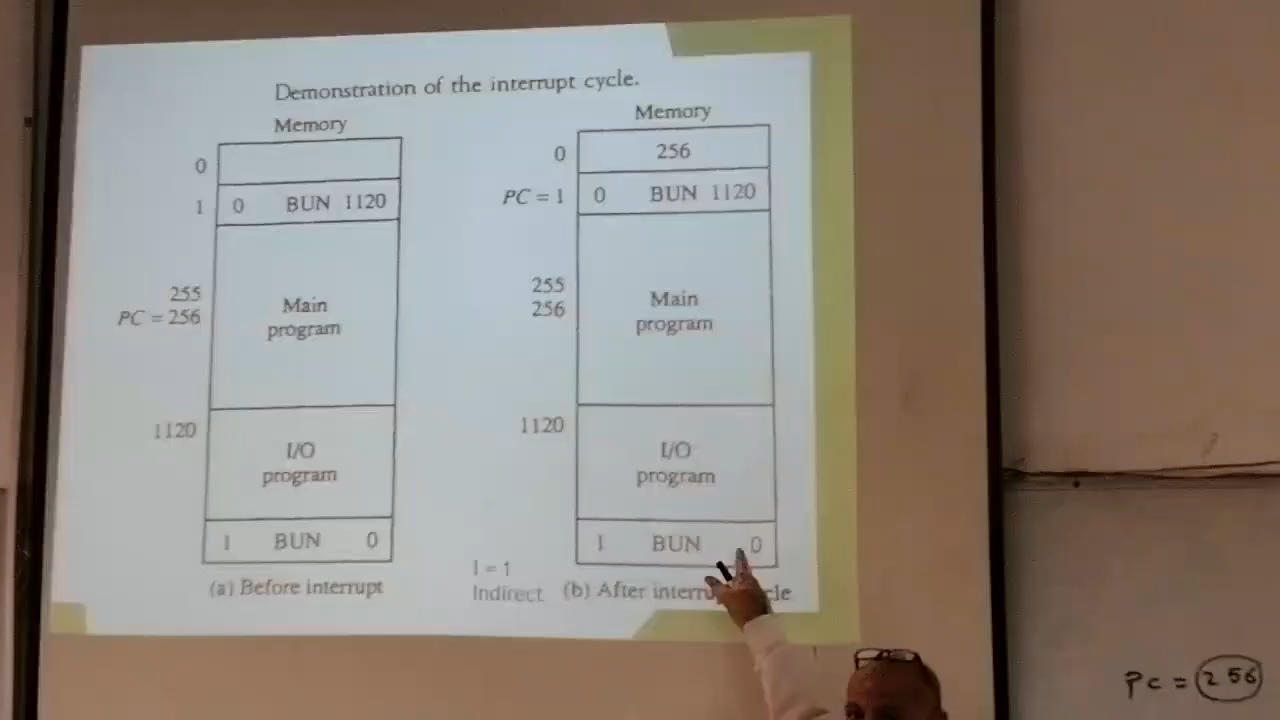 Demonstration of the interrupt cycle.
Memory
0
1 0 BUN 1120
255
PC = 256
Main
program
1120
I/O
program
1 BUN 0
(a) Before interrupt
Memory
0 256
PC = 1 0 BUN 1120
255
256
Main
program
1120
I/O
program
1 BUN 0
I = 1
Indirect
(b) After
PC = 256